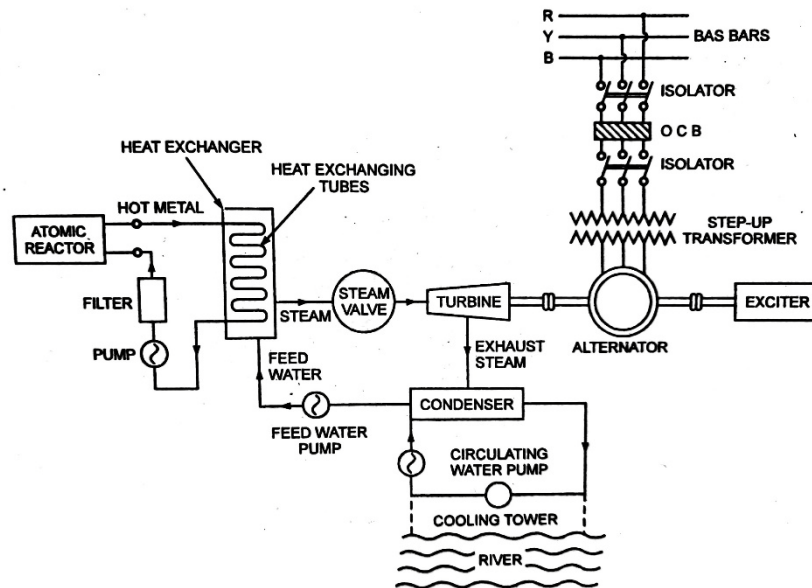 R
Y
BAS BARS
B
ISOLATOR
O C B
ISOLATOR
HEAT EXCHANGER
HEAT EXCHANGING
TUBES
HOT METAL
ATOMIC
REACTOR
STEP-UP
TRANSFORMER
FILTER
STEAM
VALVE
TURBINE
EXCITER
STEAM
PUMP
EXHAUST
STEAM
ALTERNATOR
FEED
WATER
CONDENSER
FEED WATER
PUMP
CIRCULATING
WATER PUMP
COOLING TOWER
RIVER